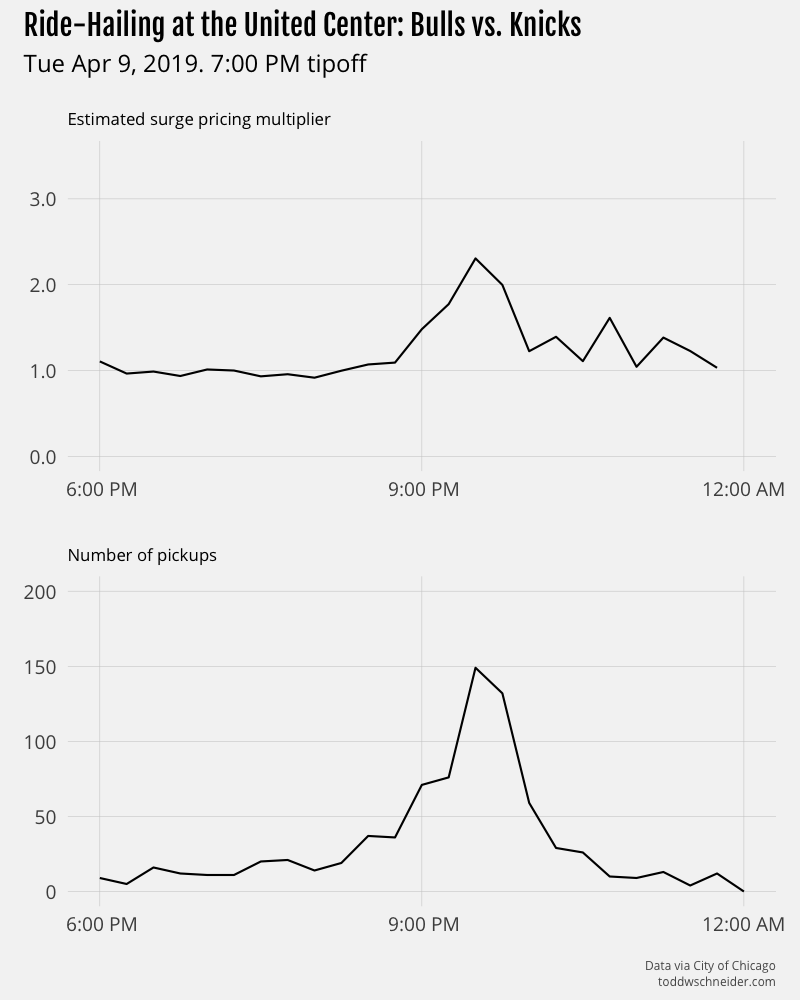 Ride-Hailing at the United Center: Bulls vs. Knicks
Tue Apr 9, 2019. 7:00 PM tipoff
Estimated surge pricing multiplier
3.0
2.0
1.0
0.0
6:00 PM 9:00 PM 12:00 AM
Number of pickups
200
150
100
50
0
6:00 PM 9:00 PM 12:00 AM
Data via City of Chicago
toddwschneider.com